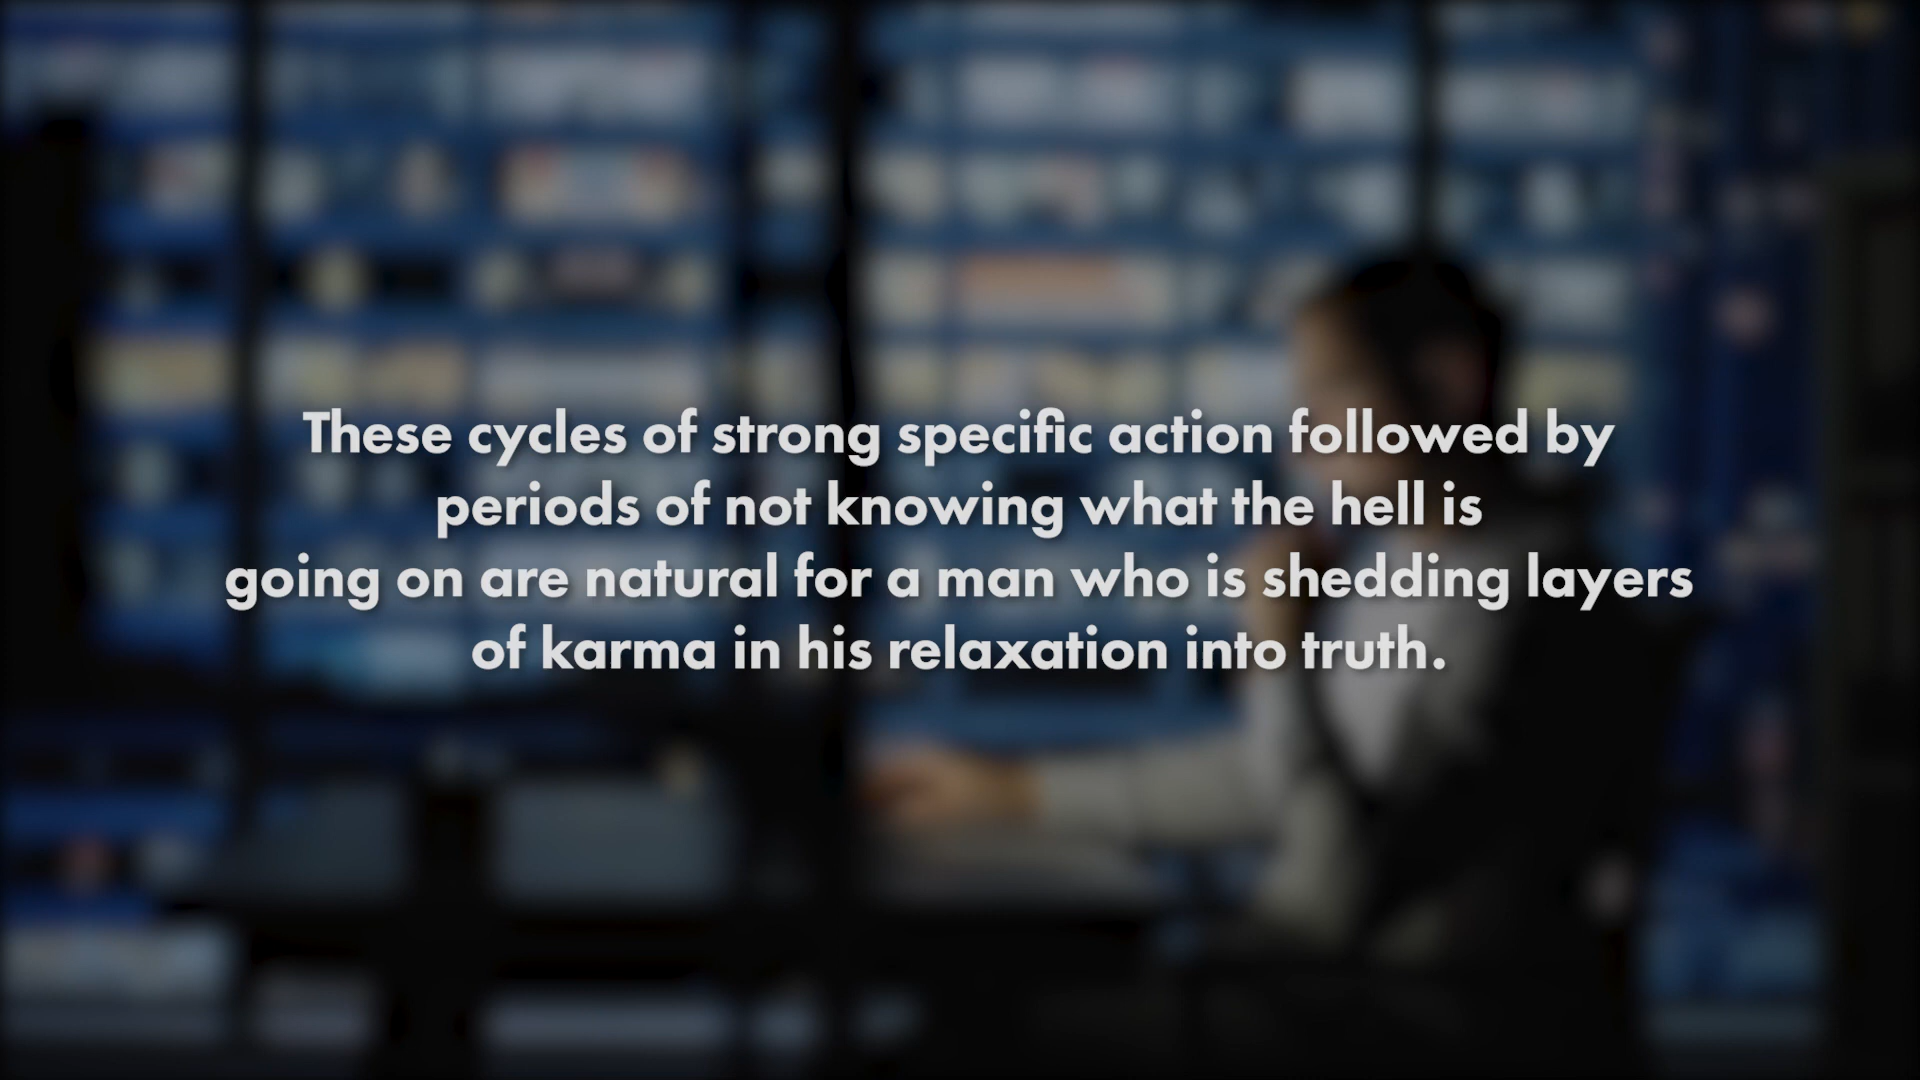 These cycles of strong specific action followed by
periods of not knowing what the hell is
going on are natural for a man who is shedding layers
of karma in his relaxation into truth.